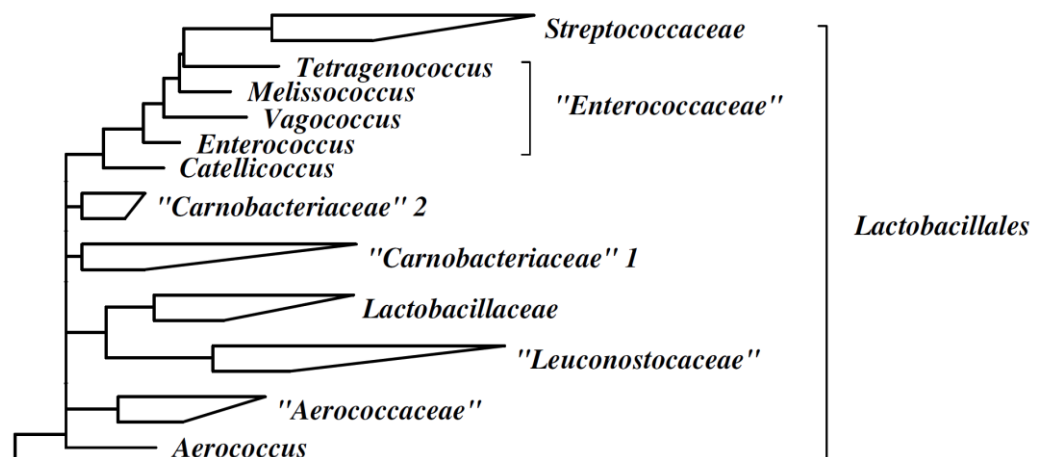 Streptococcaceae
Tetragenococcus
Melissococcus
"Enterococcaceae"
Vagococcus
Enterococcus
Catellicoccus
"Carnobacteriaceae" 2
Lactobacillales
"Carnobacteriaceae" 1
Lactobacillaceae
"Leuconostocaceae"
"Aerococcaceae"
Aerococcus